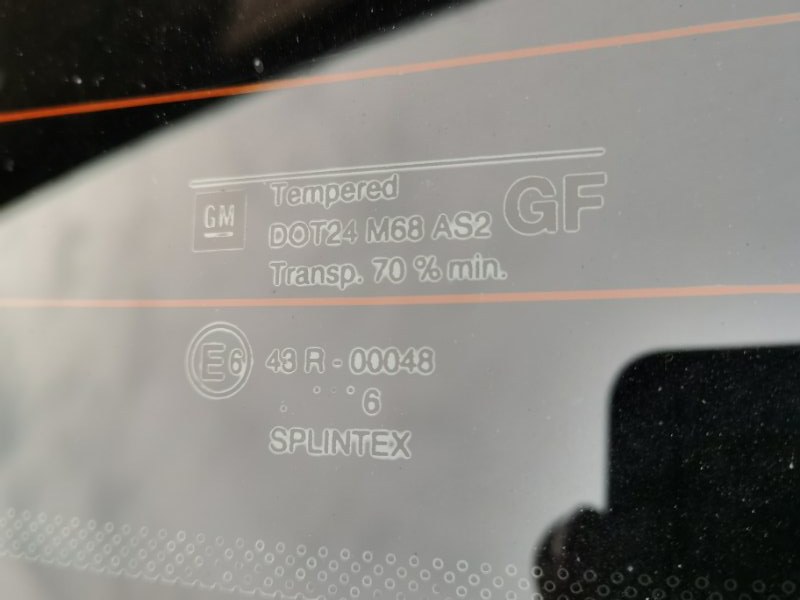 GM
Tempered
DOT24 M68 AS2
GF
Transp. 70 % min.
E6 43 R - 00048
. . . . 6
SPLINTEX